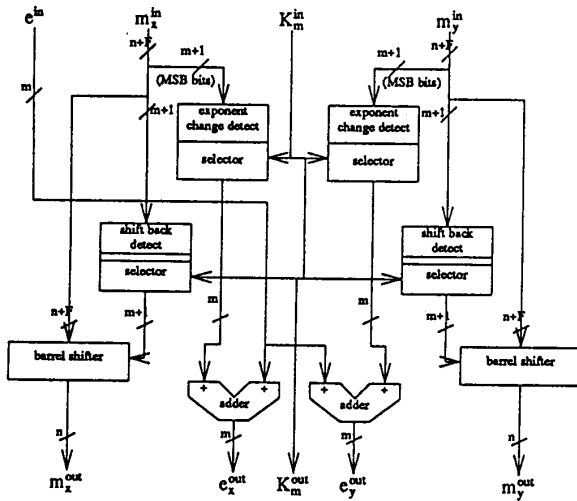 e^in m_x^in K_m^in m_y^in
n+F n+F
m+1 m+1
m (MSB bits) (MSB bits)
m+1 m+1
exponent change detect
selector
exponent change detect
selector
shift back detect
selector
shift back detect
selector
m m
n+F m+1 m+1 n+F
barrel shifter
+ +
adder
+ +
adder
barrel shifter
n m m n
m_x^out e_x^out K_m^out e_y^out m_y^out